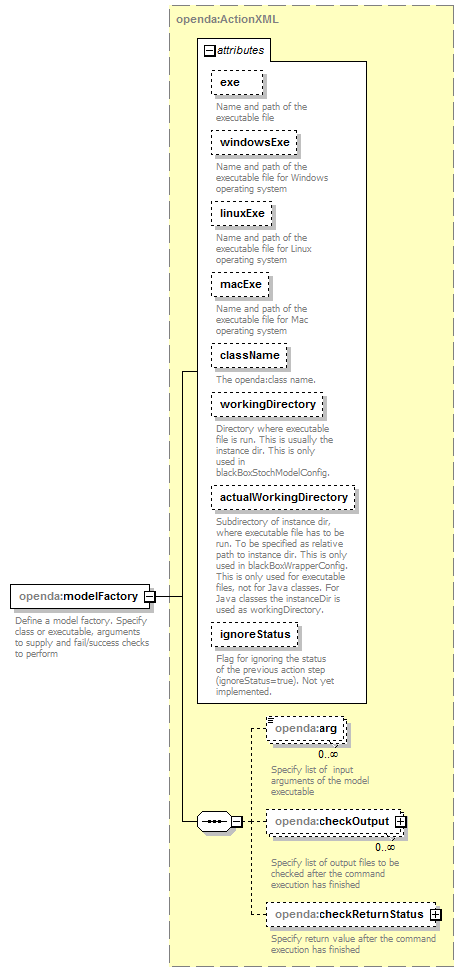 openda:ActionXML
attributes
exe
Name and path of the
executable file
windowsExe
Name and path of the
executable file for Windows
operating system
linuxExe
Name and path of the
executable file for Linux
operating system
macExe
Name and path of the
executable file for Mac
operating system
className
The openda:class name.
workingDirectory
Directory where executable
file is run. This is usually the
instance dir. This is only
used in
blackBoxStochModelConfig.
actualWorkingDirectory
Subdirectory of instance dir,
where executable file has to be
run. To be specified as relative
path to instance dir. This is only
used in blackBoxWrapperConfig.
This is only used for executable
files, not for Java classes. For
Java classes the instanceDir is
used as workingDirectory.
ignoreStatus
Flag for ignoring the status
of the previous action step
(ignoreStatus=true). Not yet
implemented.
openda:modelFactory
Define a model factory. Specify
class or executable, arguments
to supply and fail/success checks
to perform
openda:arg
0..∞
Specify list of input
arguments of the model
executable
openda:checkOutput
0..∞
Specify list of output files to be
checked after the command
execution has finished
openda:checkReturnStatus
Specify return value after the command
execution has finished